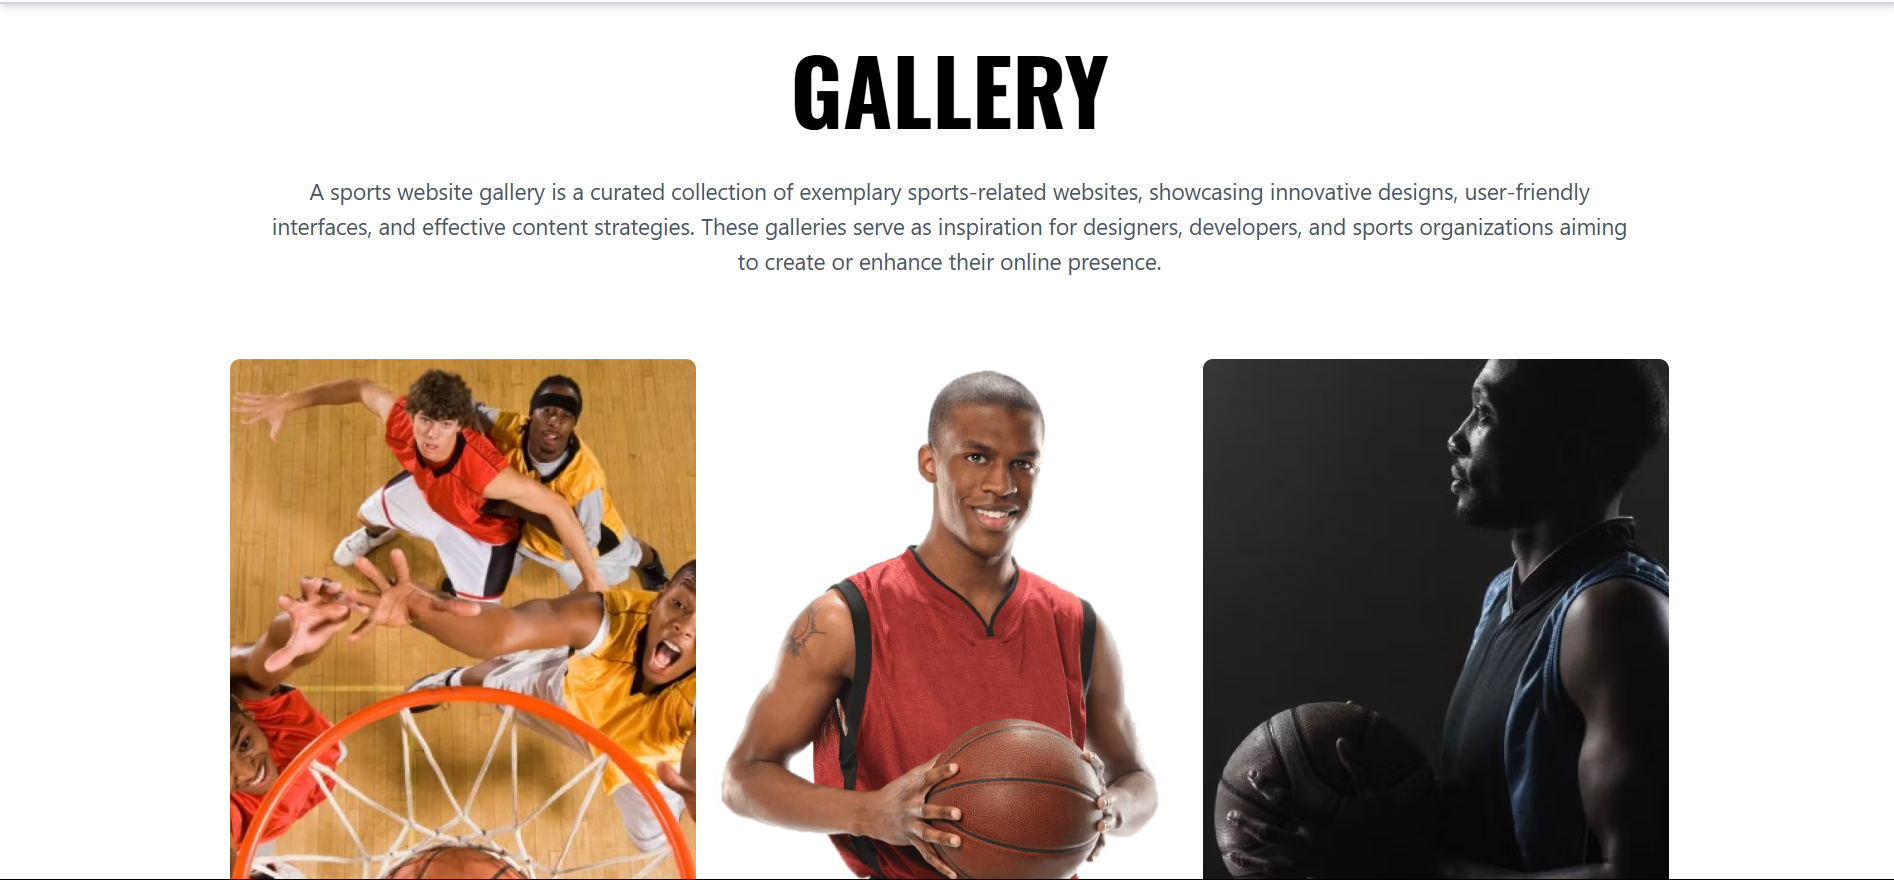 GALLERY
A sports website gallery is a curated collection of exemplary sports-related websites, showcasing innovative designs, user-friendly
interfaces, and effective content strategies. These galleries serve as inspiration for designers, developers, and sports organizations aiming
to create or enhance their online presence.